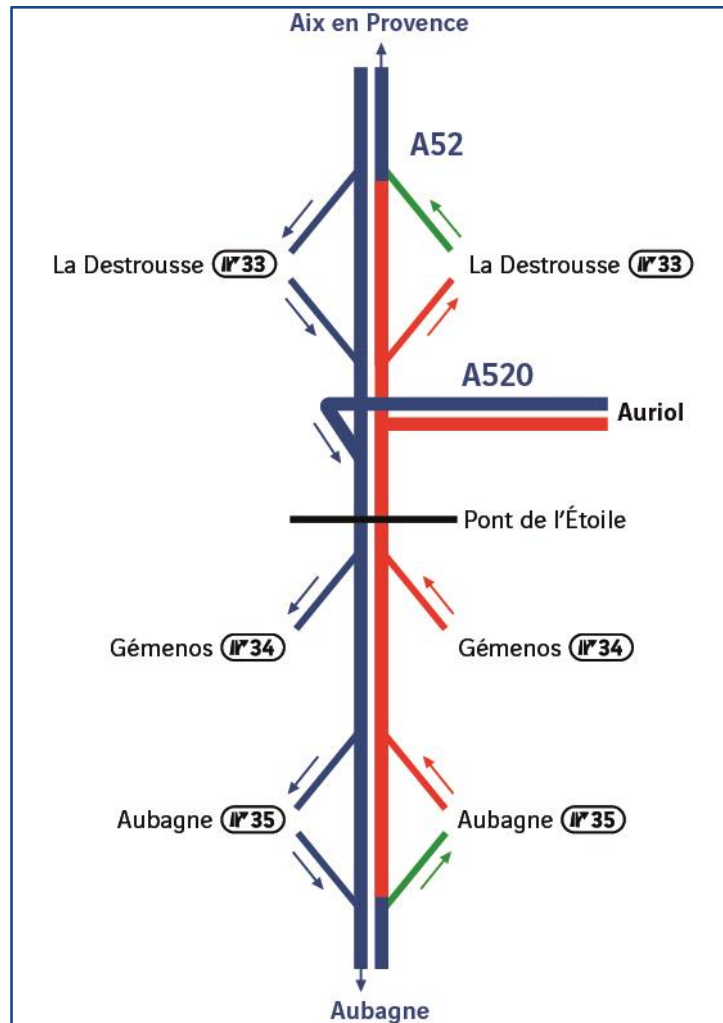 Aix en Provence
A52
La Destrousse 33
La Destrousse 33
A520
Auriol
Pont de l'Étoile
Gémenos 34
Gémenos 34
Aubagne 35
Aubagne 35
Aubagne